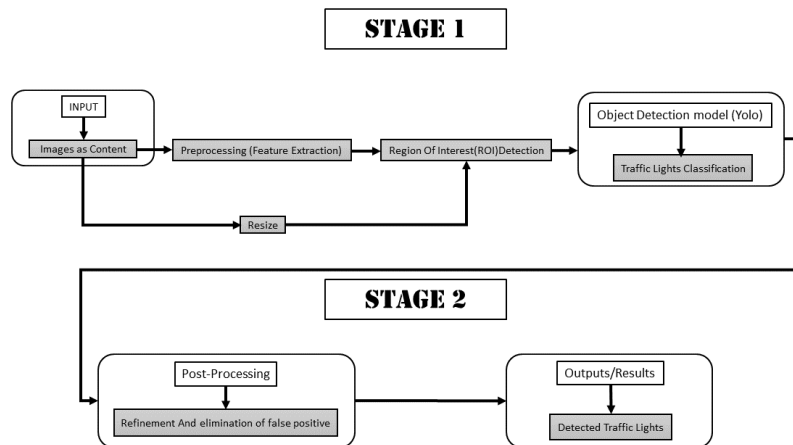 STAGE 1
INPUT
Images as Content
Preprocessing (Feature Extraction)
Region Of Interest(ROI)Detection
Object Detection model (Yolo)
Traffic Lights Classification
Resize
STAGE 2
Post-Processing
Refinement And elimination of false positive
Outputs/Results
Detected Traffic Lights